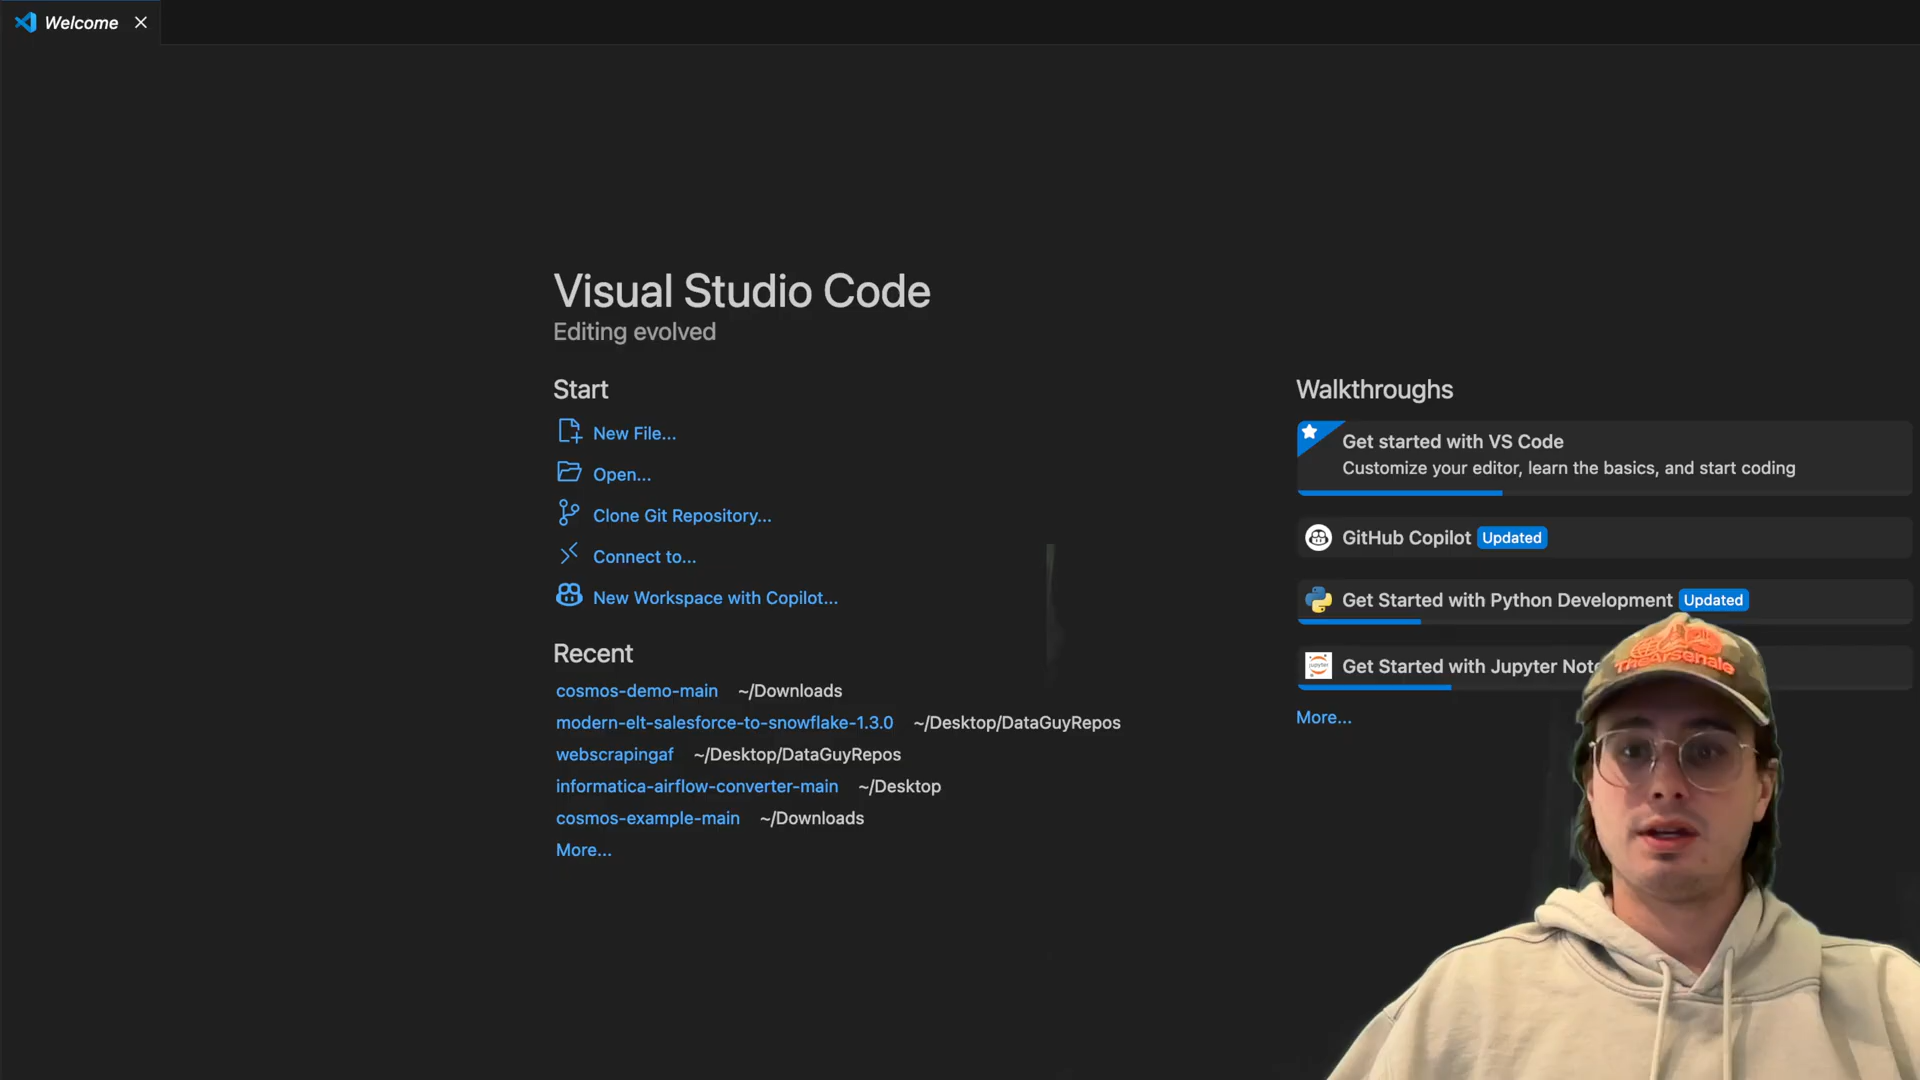 Welcome
Visual Studio Code
Editing evolved
Start
New File...
Open...
Clone Git Repository...
Connect to...
New Workspace with Copilot...
Recent
cosmos-demo-main ~/Downloads
modern-elt-salesforce-to-snowflake-1.3.0 ~/Desktop/DataGuyRepos
webscrapingaf ~/Desktop/DataGuyRepos
informatica-airflow-converter-main ~/Desktop
cosmos-example-main ~/Downloads
More...
Walkthroughs
Get started with VS Code
Customize your editor, learn the basics, and start coding
GitHub Copilot Updated
Get Started with Python Development Updated
jupyter Get Started with Jupyter Note
More...
TheArsenale